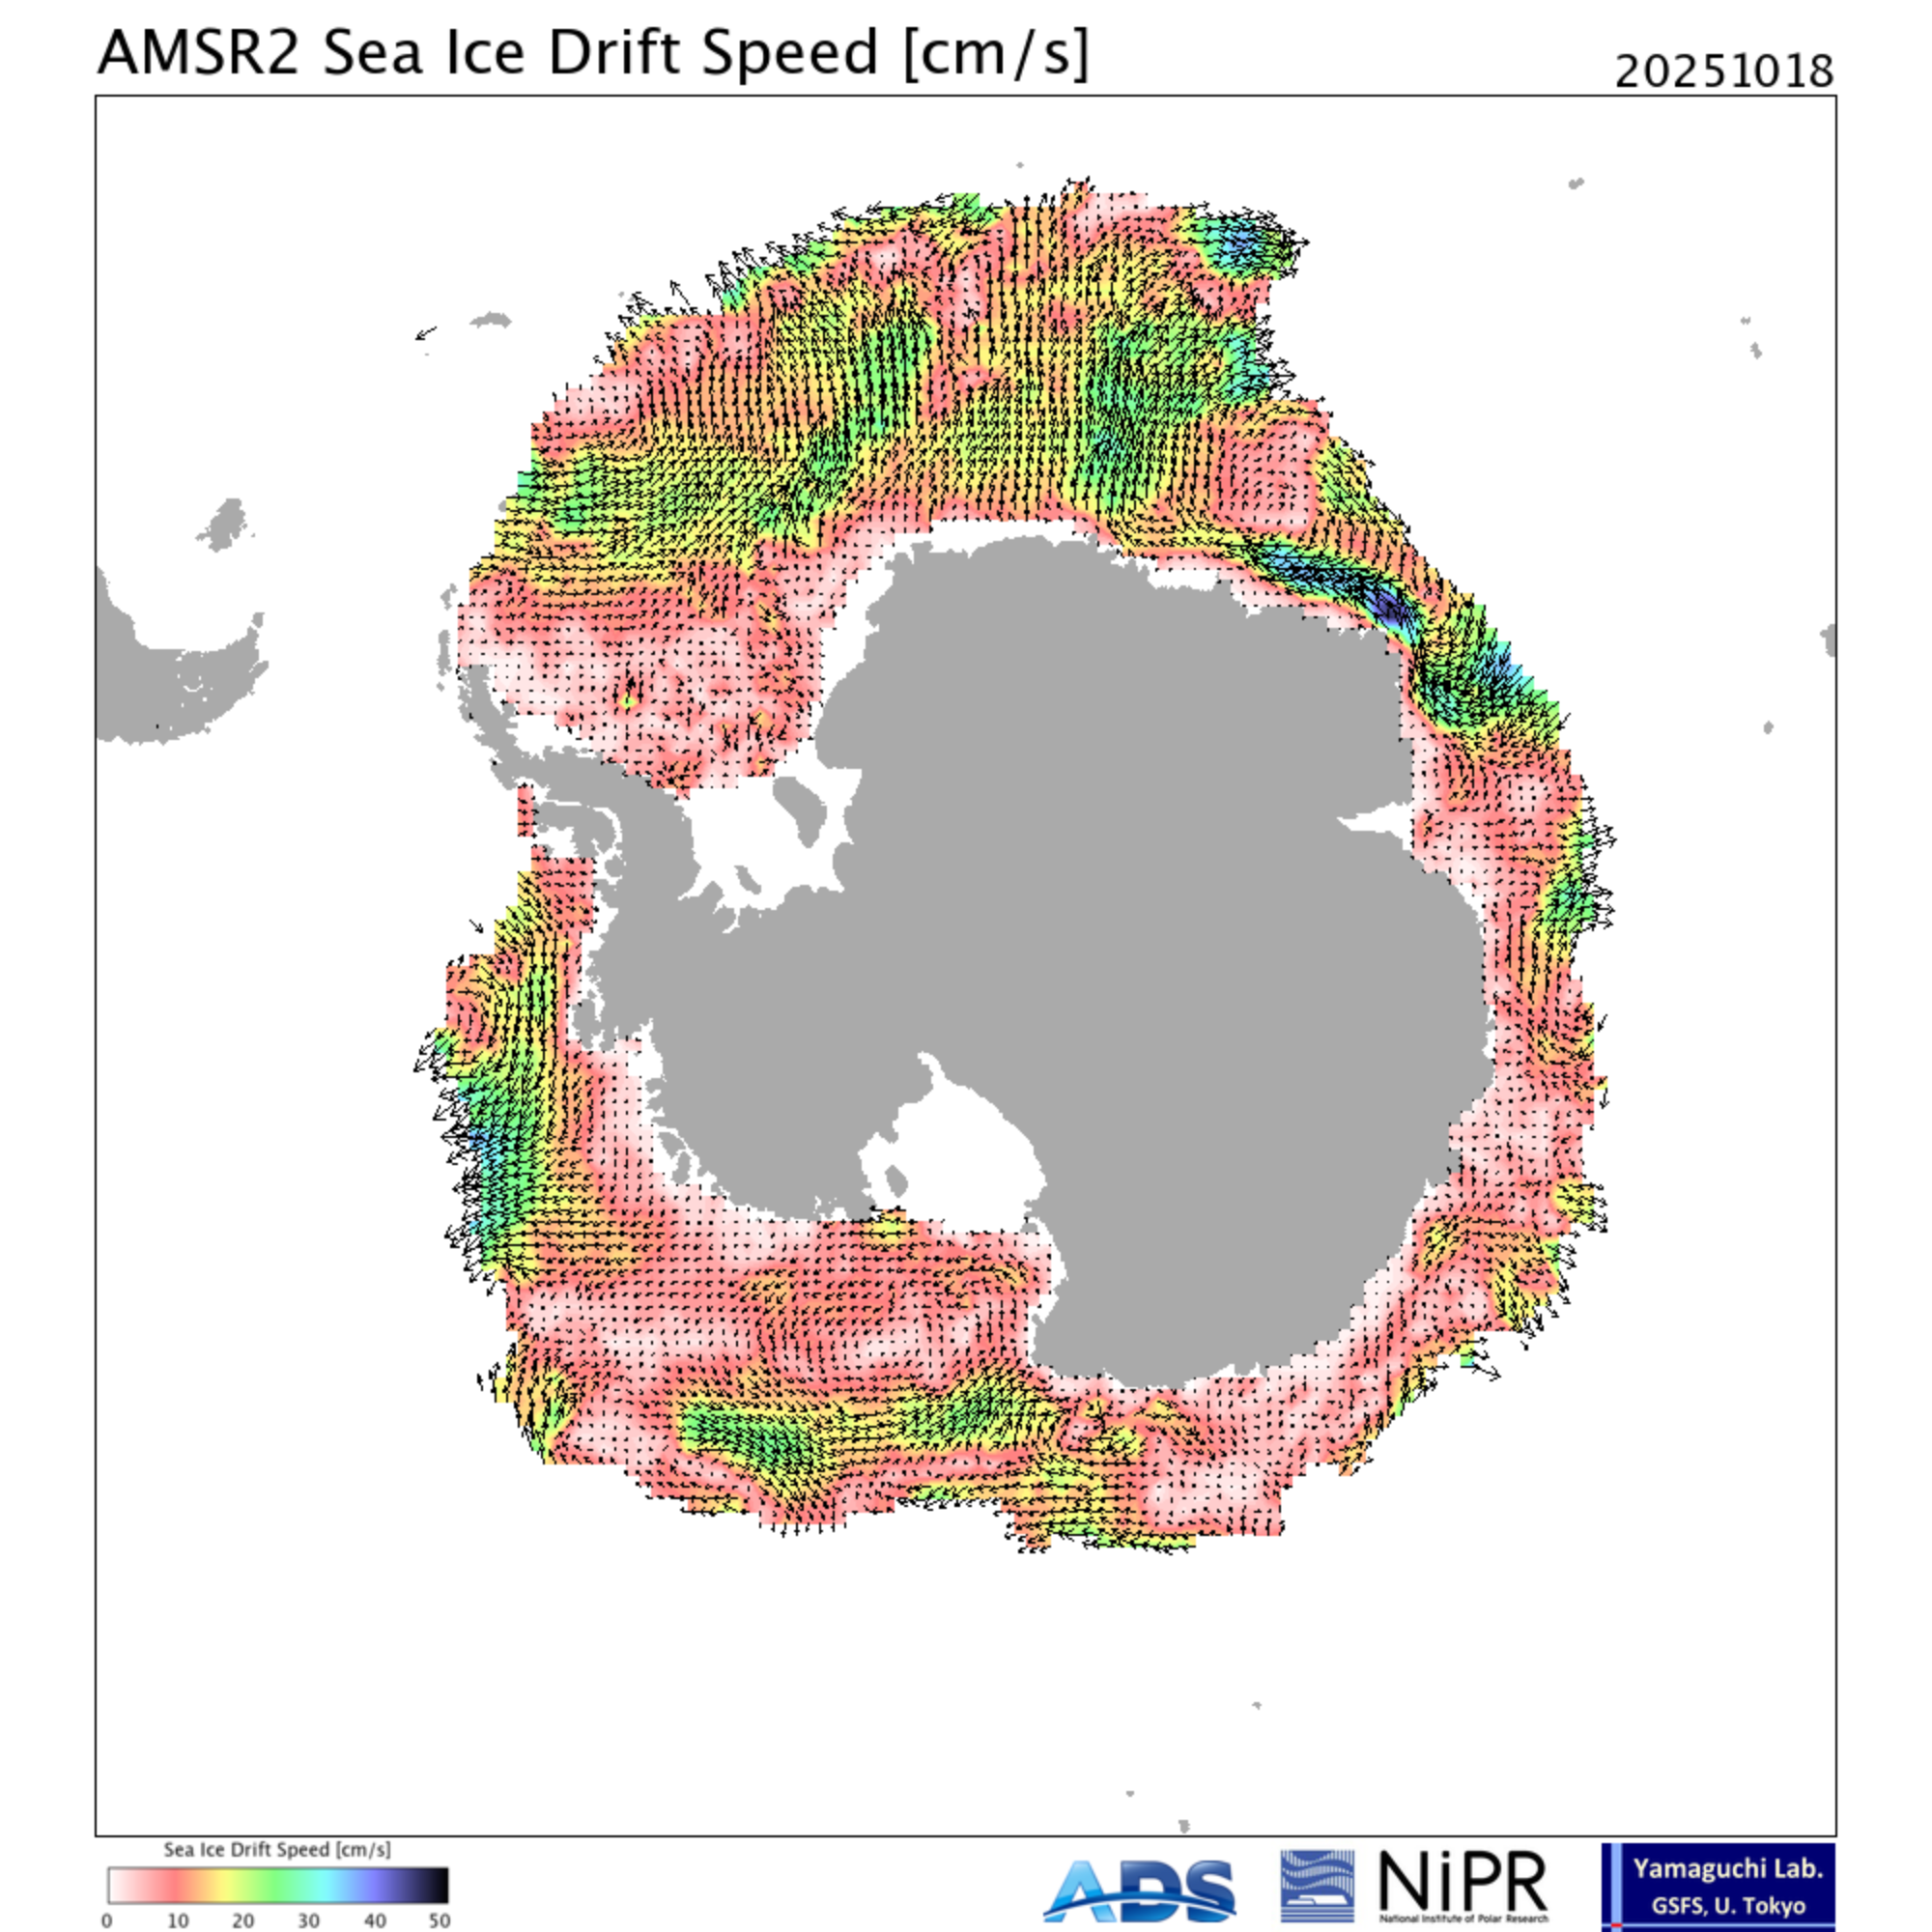 AMSR2 Sea Ice Drift Speed [cm/s]
20251018
Sea Ice Drift Speed [cm/s]
0 10 20 30 40 50
ADS
NiPR
National Institute of Polar Research
Yamaguchi Lab.
GSFS, U. Tokyo